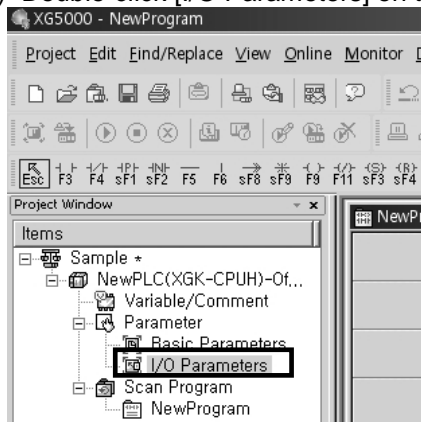 XG5000 - NewProgram
Project Edit Find/Replace View Online Monitor
Esc F3 F4 sF1 sF2 F5 F6 sF8 sF9 F9 F11 sF3 sF4
Project Window
NewPr
Items
Sample *
NewPLC(XGK-CPUH)-Of...
Variable/Comment
Parameter
Basic Parameters
I/O Parameters
Scan Program
NewProgram